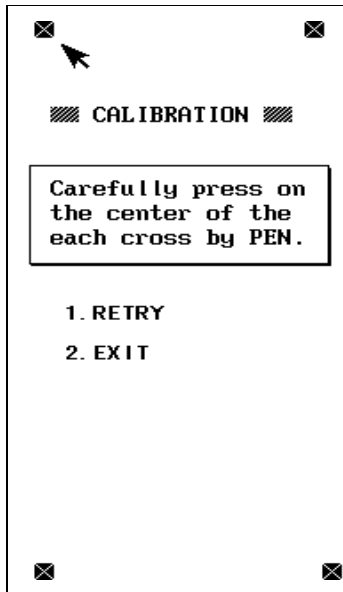 CALIBRATION
Carefully press on
the center of the
each cross by PEN.
1. RETRY
2. EXIT